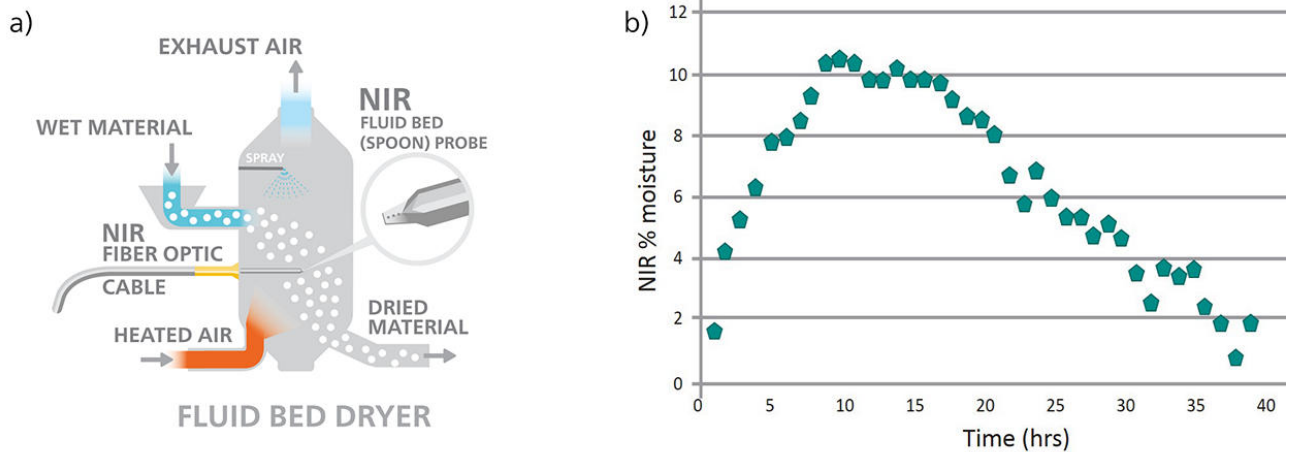 a)
EXHAUST AIR
NIR
FLUID BED
(SPOON) PROBE
WET MATERIAL
SPRAY
NIR
FIBER OPTIC
CABLE
HEATED AIR
DRIED
MATERIAL
FLUID BED DRYER
b)
NIR % moisture
12
10
8
6
4
2
0
0 5 10 15 20 25 30 35 40
Time (hrs)